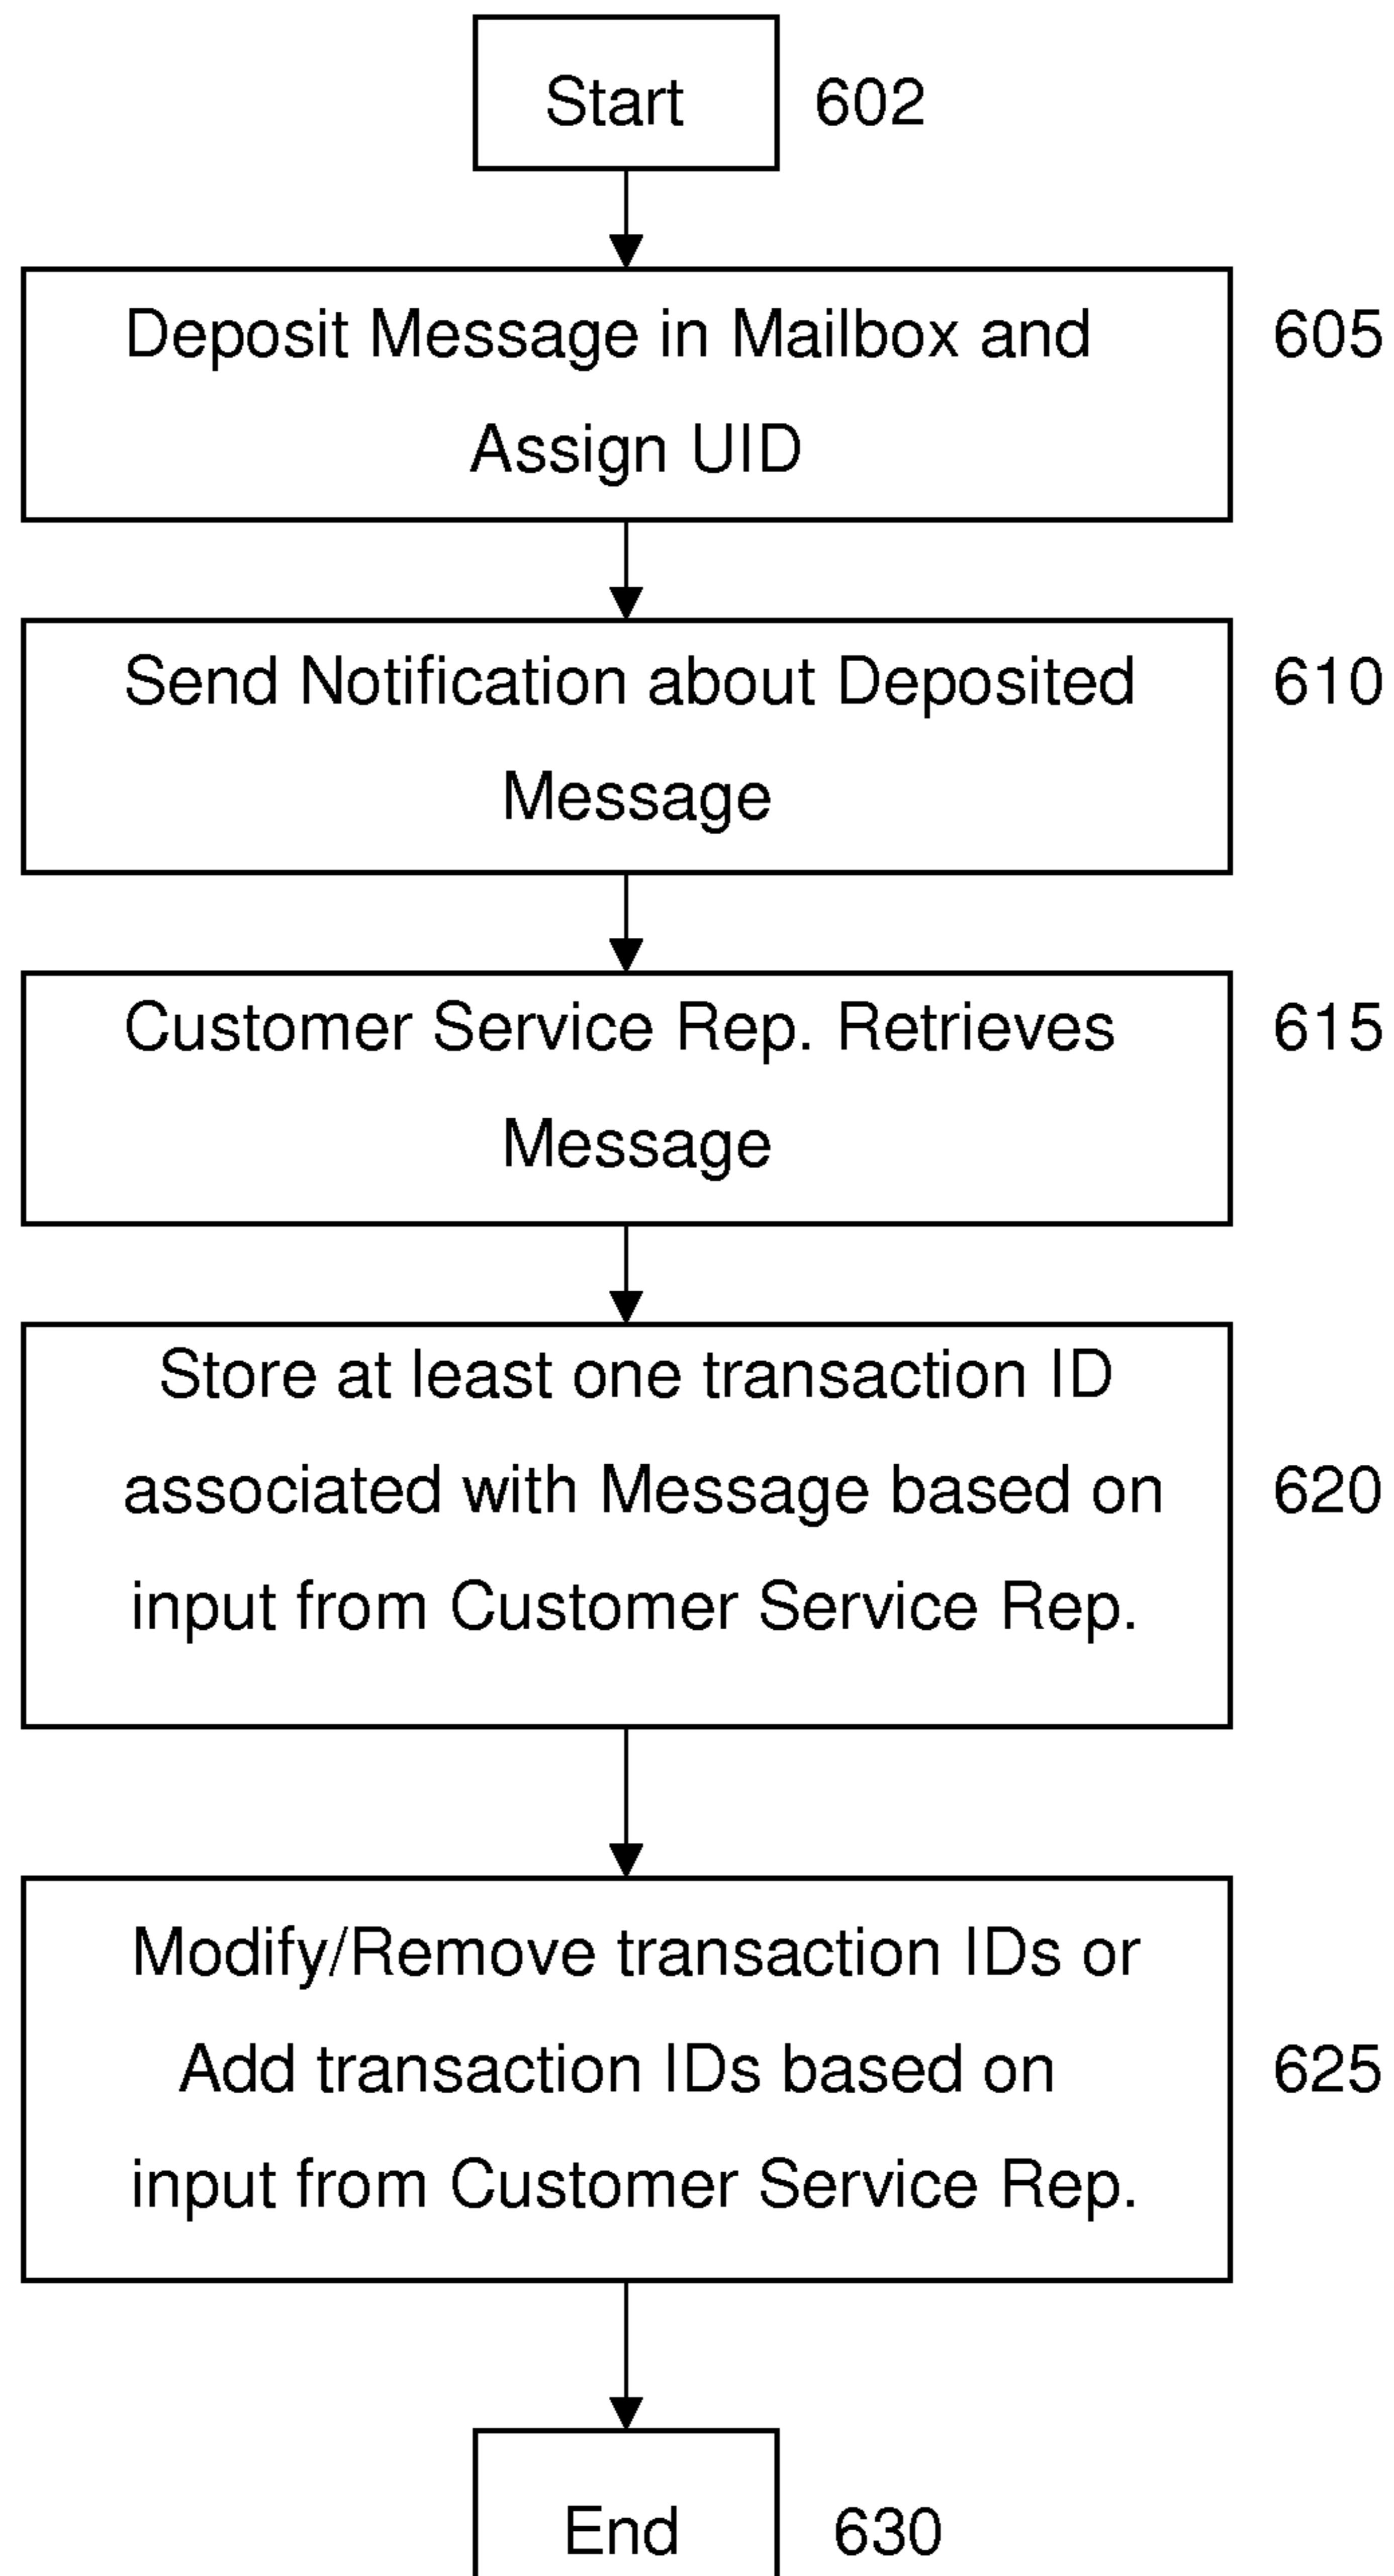 Start 602
Deposit Message in Mailbox and 605
Assign UID
Send Notification about Deposited 610
Message
Customer Service Rep. Retrieves 615
Message
Store at least one transaction ID
associated with Message based on 620
input from Customer Service Rep.
Modify/Remove transaction IDs or
Add transaction IDs based on 625
input from Customer Service Rep.
End 630